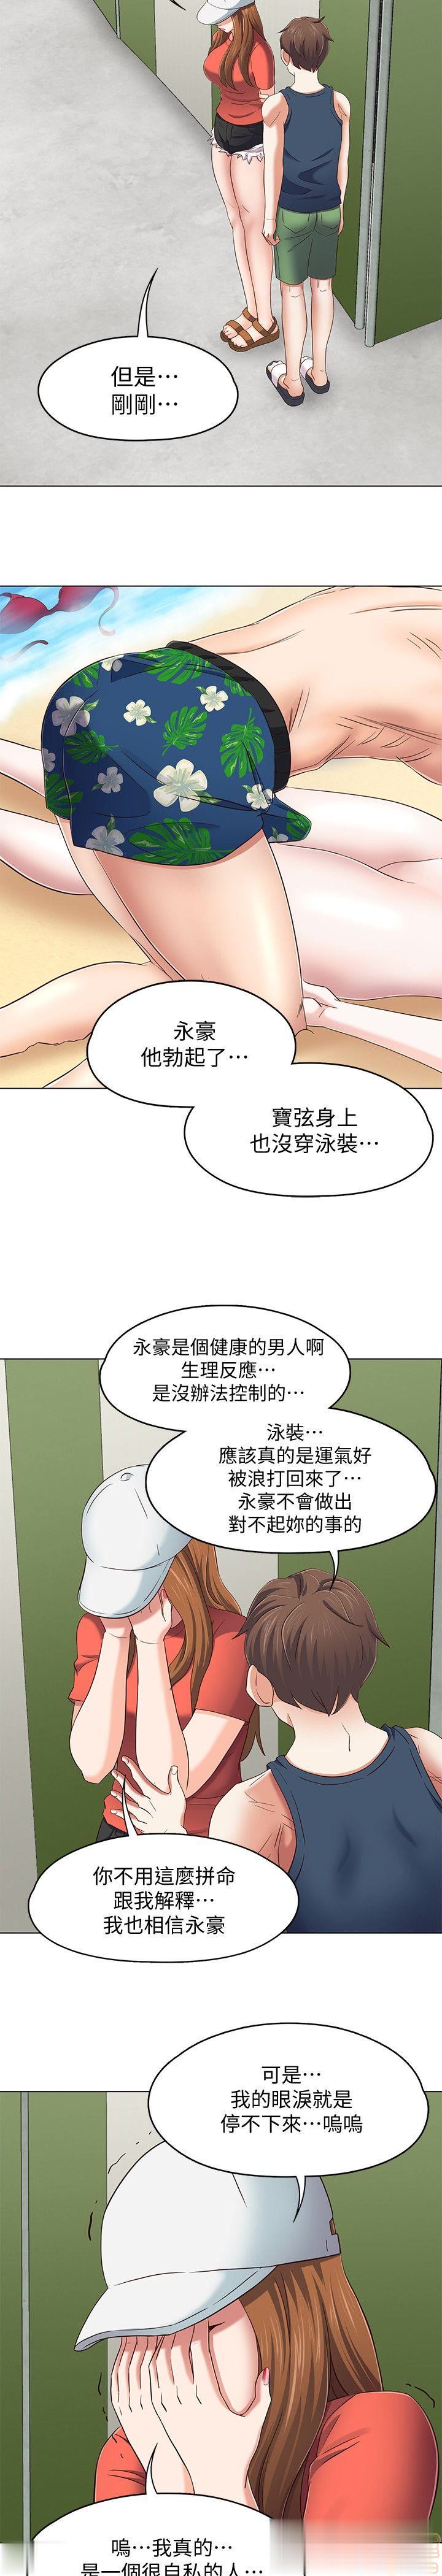 但是⋯
剛剛⋯
永豪
他勃起了⋯
寶弦身上
也沒穿泳裝⋯
永豪是個健康的男人啊
生理反應⋯
是沒辦法控制的⋯
泳裝⋯
應該真的是運氣好
被浪打回來了⋯
永豪不會做出
對不起妳的事的
你不用這麼拼命
跟我解釋⋯
我也相信永豪
可是⋯
我的眼淚就是
停不下來⋯嗚嗚
嗚⋯我真的⋯
是一個很自私的人⋯